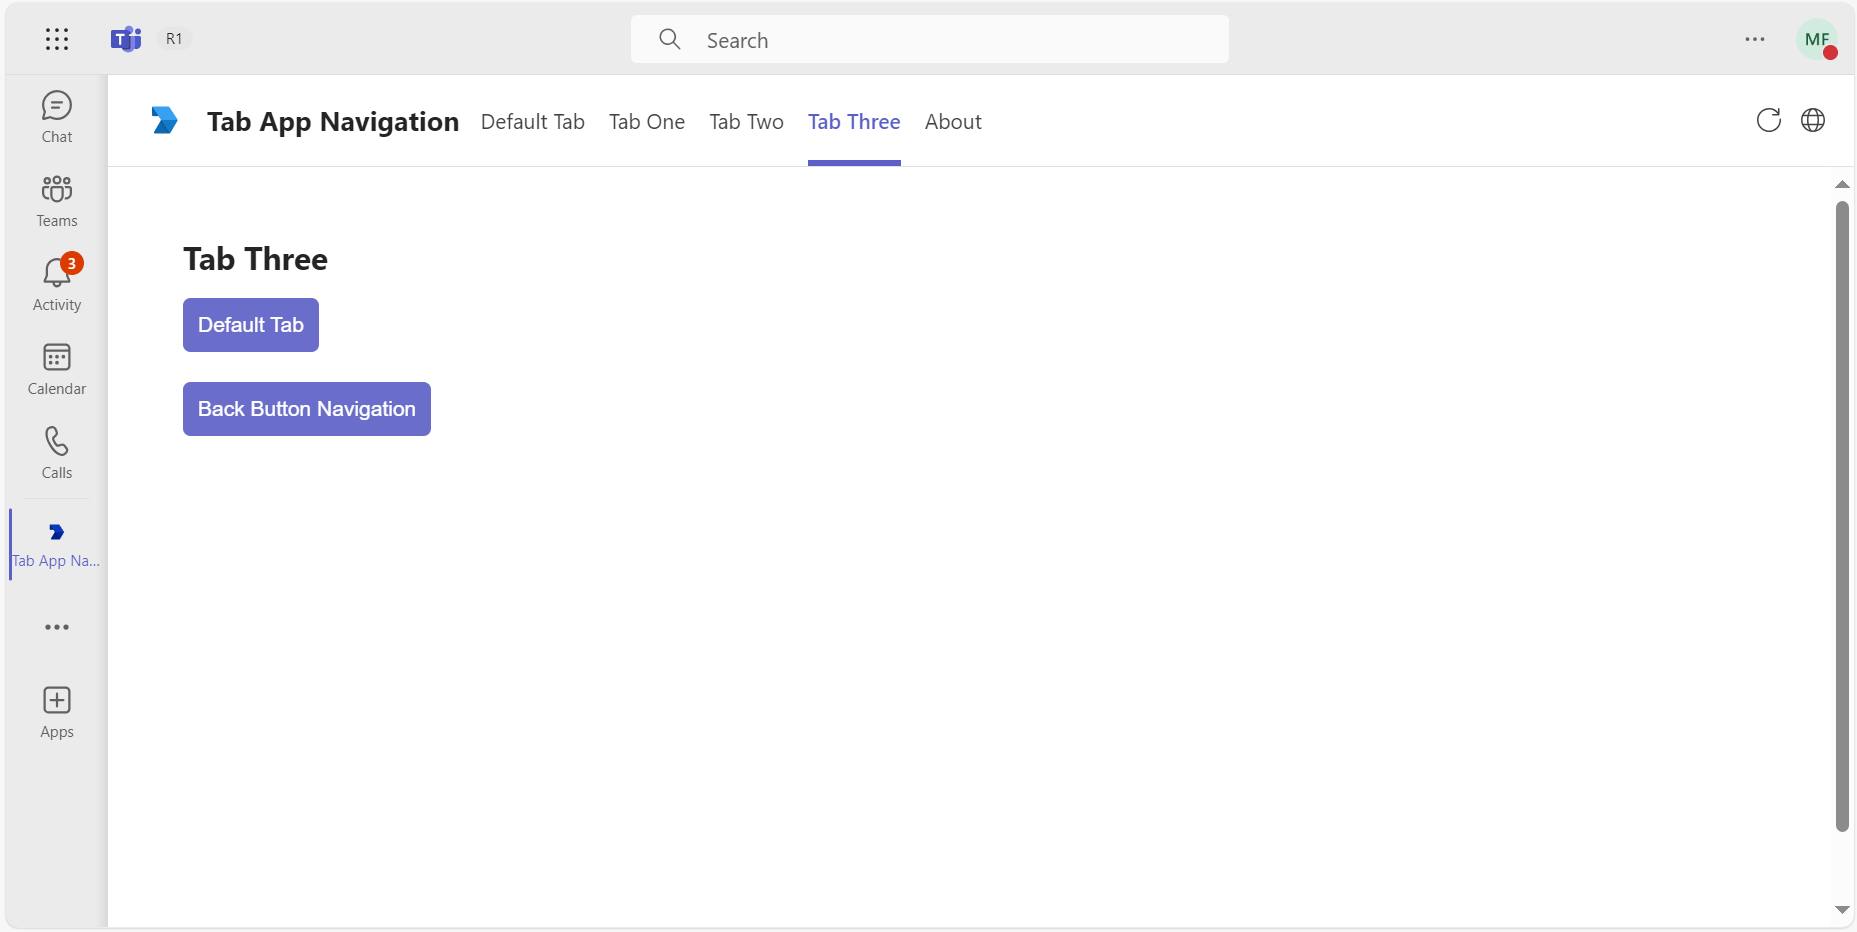 R1
Search
MF
Chat
Teams
3
Activity
Calendar
Calls
Tab App Na...
Apps
Tab App Navigation Default Tab Tab One Tab Two Tab Three About
Tab Three
Default Tab
Back Button Navigation